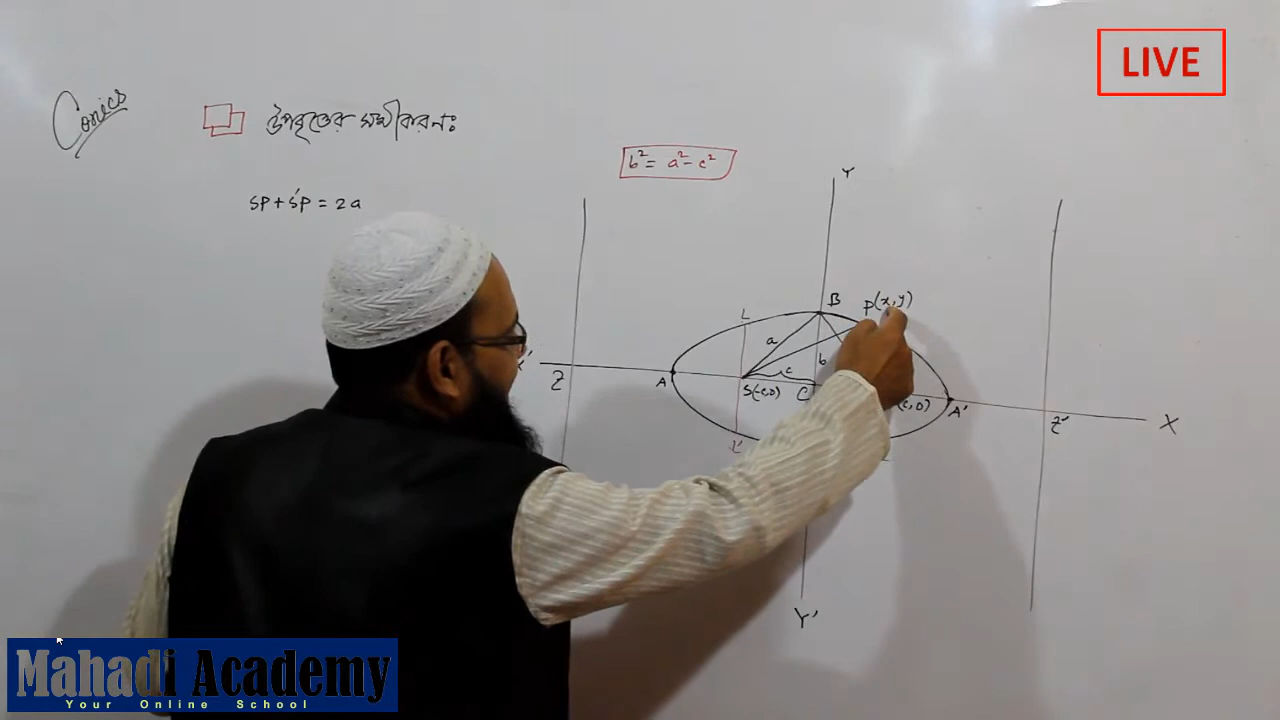 LIVE
Conics
উপবৃত্তের সমীকরণঃ
b² = a² - c²
SP + S'P = 2a
Y
B
P(x, y)
L
a
b
c
X'
Z
A
S(-c, 0)
C
(c, 0)
A'
Z'
X
L'
Y'
Mahadi Academy
Your Online School